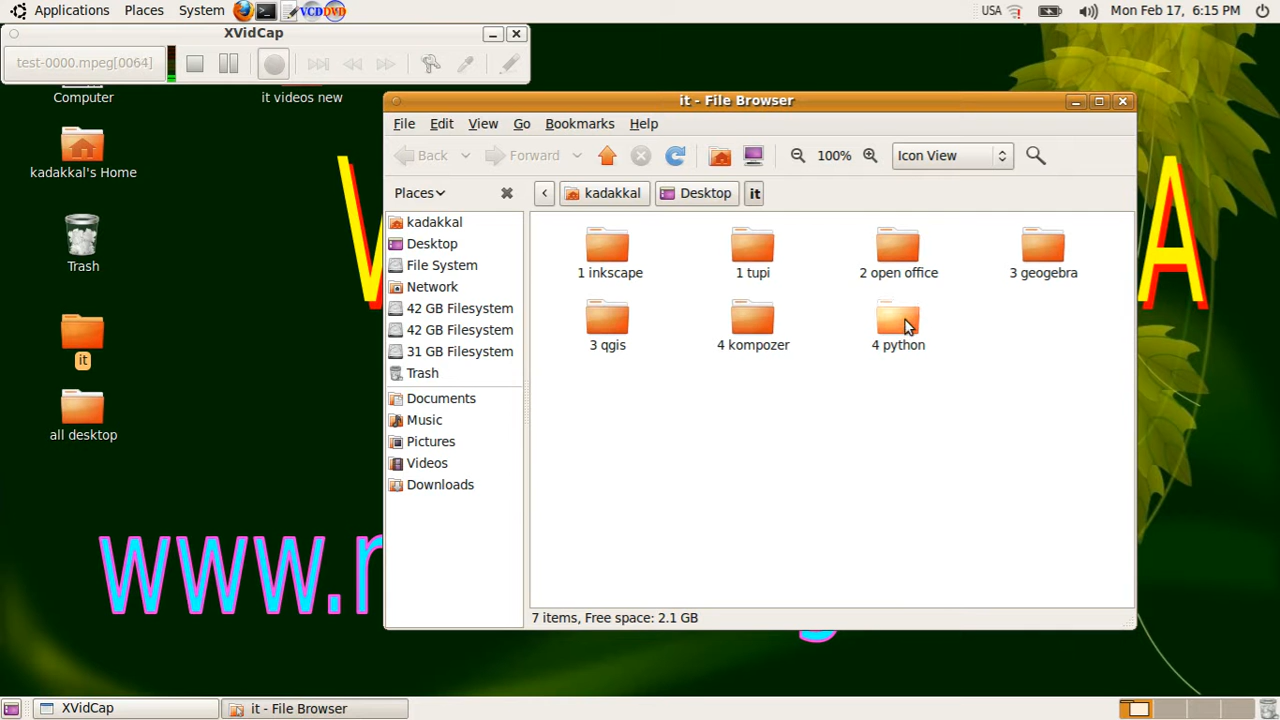 Applications Places System VCD DVD USA Mon Feb 17, 6:15 PM
XVidCap
test-0000.mpeg[0064]
Computer
it videos new
kadakkal's Home
Trash
it
all desktop
it - File Browser
File Edit View Go Bookmarks Help
Back Forward 100% Icon View
Places kadakkal Desktop it
kadakkal
Desktop
File System
Network
42 GB Filesystem
42 GB Filesystem
31 GB Filesystem
Trash
Documents
Music
Pictures
Videos
Downloads
1 inkscape 1 tupi 2 open office 3 geogebra
3 qgis 4 kompozer 4 python
7 items, Free space: 2.1 GB
A
www.
XVidCap it - File Browser